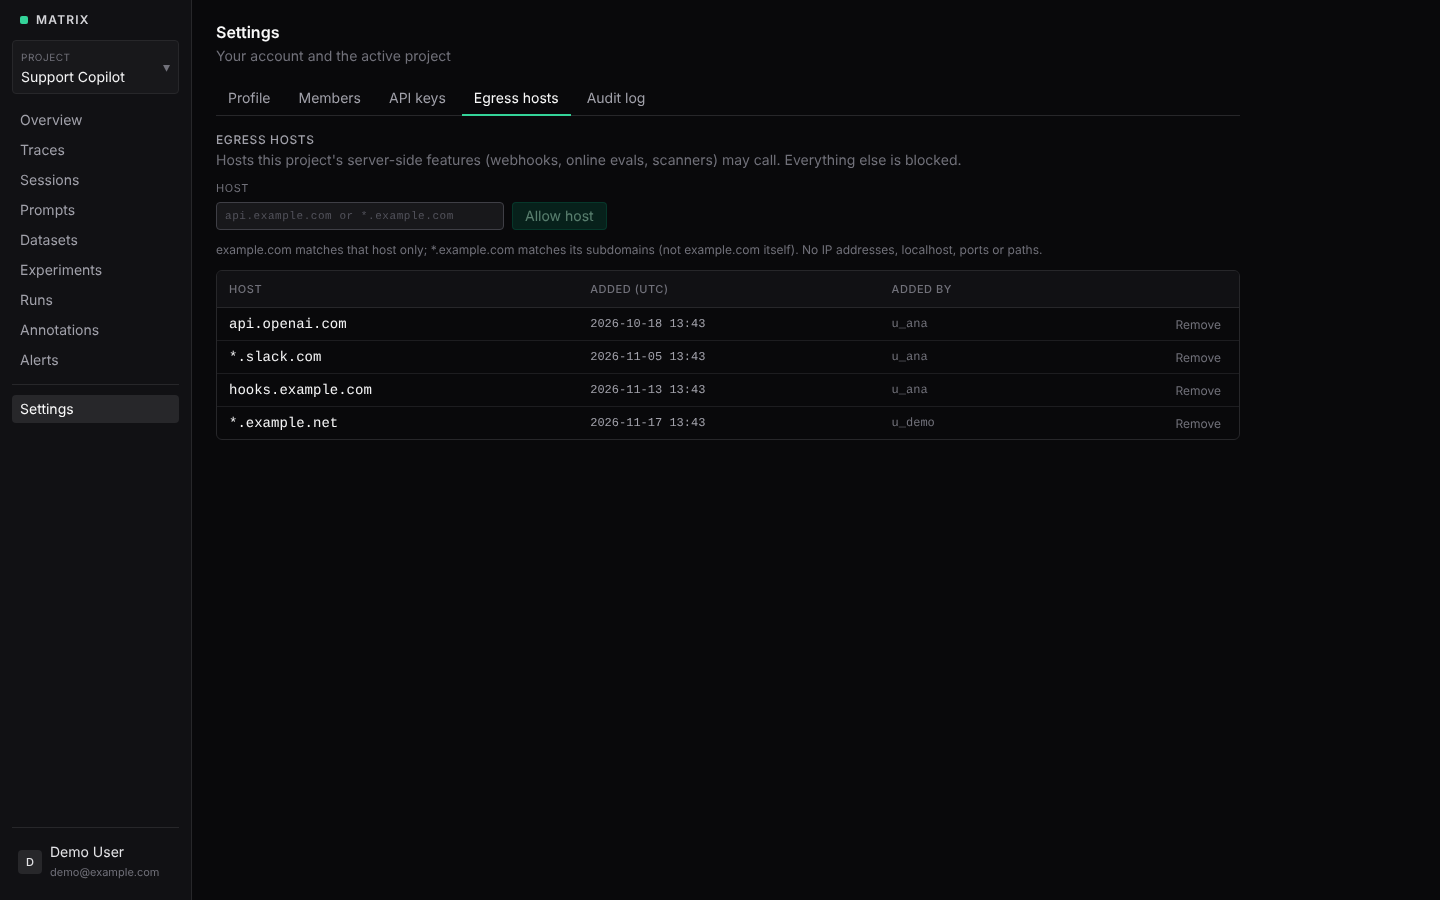 MATRIX
PROJECT
Support Copilot
Overview
Traces
Sessions
Prompts
Datasets
Experiments
Runs
Annotations
Alerts
Settings
Demo User
D
demo@example.com
Settings
Your account and the active project
Profile Members API keys Egress hosts Audit log
EGRESS HOSTS
Hosts this project's server-side features (webhooks, online evals, scanners) may call. Everything else is blocked.
HOST
api.example.com or *.example.com Allow host
example.com matches that host only; *.example.com matches its subdomains (not example.com itself). No IP addresses, localhost, ports or paths.
HOST ADDED (UTC) ADDED BY
api.openai.com 2026-10-18 13:43 u_ana Remove
*.slack.com 2026-11-05 13:43 u_ana Remove
hooks.example.com 2026-11-13 13:43 u_ana Remove
*.example.net 2026-11-17 13:43 u_demo Remove